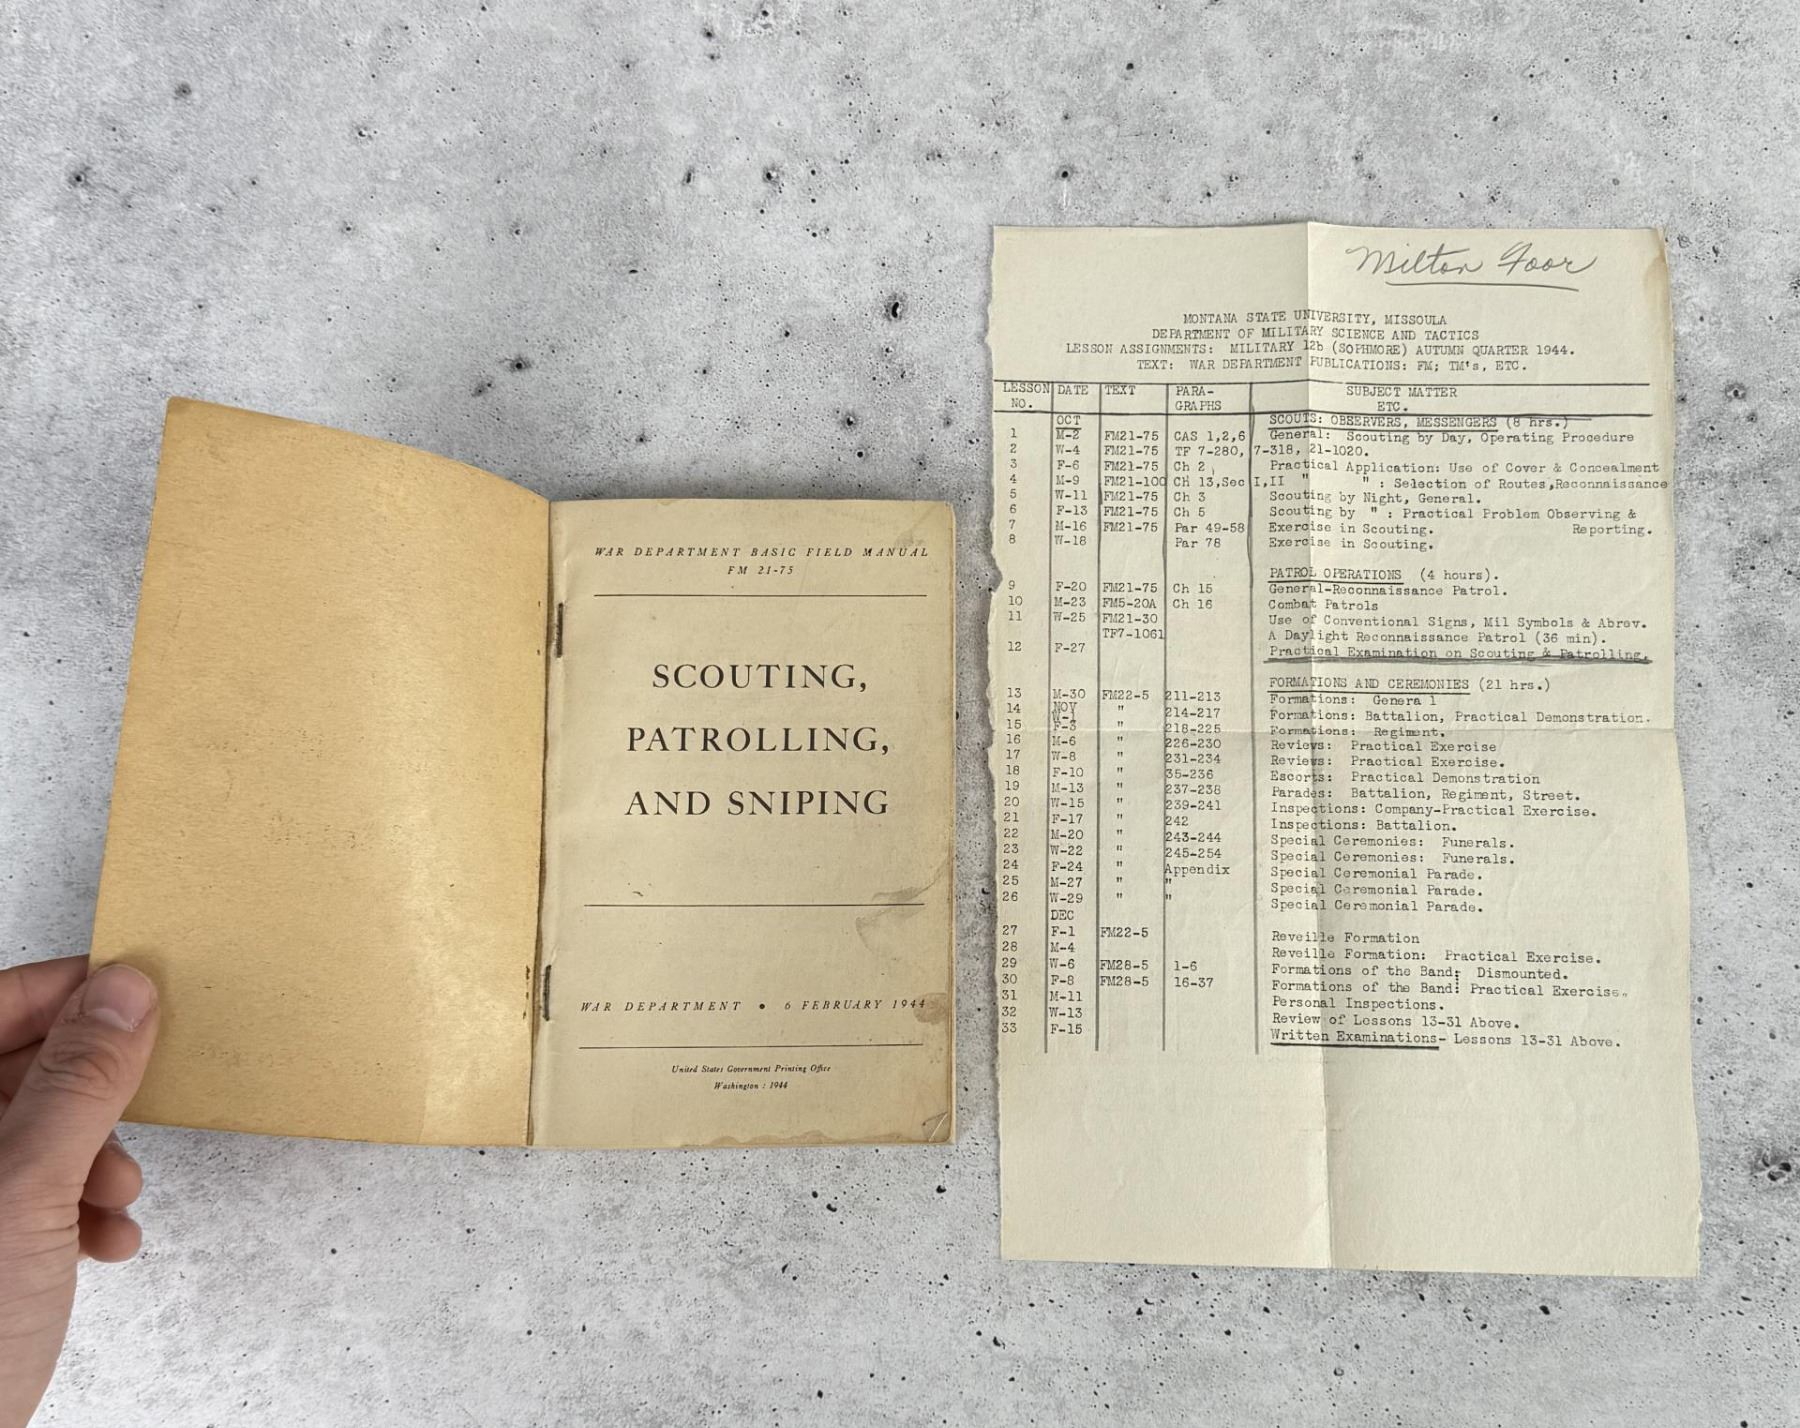 WAR DEPARTMENT BASIC FIELD MANUAL
FM 21-75
SCOUTING,
PATROLLING,
AND SNIPING
WAR DEPARTMENT • 6 FEBRUARY 1944
United States Government Printing Office
Washington : 1944
Milton Foor
MONTANA STATE UNIVERSITY, MISSOULA
DEPARTMENT OF MILITARY SCIENCE AND TACTICS
LESSON ASSIGNMENTS: MILITARY 12b (SOPHMORE) AUTUMN QUARTER 1944.
TEXT: WAR DEPARTMENT PUBLICATIONS: FM; TM's, ETC.
LESSON DATE TEXT PARA- SUBJECT MATTER
NO. GRAPHS ETC.
OCT SCOUTS: OBSERVERS, MESSENGERS (8 hrs.)
1 M-2 FM21-75 CAS 1,2,6 General: Scouting by Day, Operating Procedure
2 W-4 FM21-75 TF 7-280, 7-318, 21-1020.
3 F-6 FM21-75 Ch 2 Practical Application: Use of Cover & Concealment
4 M-9 FM21-100 CH 13,Sec I,II " " : Selection of Routes,Reconnaissance
5 W-11 FM21-75 Ch 3 Scouting by Night, General.
6 F-13 FM21-75 Ch 5 Scouting by " : Practical Problem Observing &
7 M-16 FM21-75 Par 49-58 Exercise in Scouting. Reporting.
8 W-18 Par 78 Exercise in Scouting.
PATROL OPERATIONS (4 hours).
9 F-20 FM21-75 Ch 15 General-Reconnaissance Patrol.
10 M-23 FM5-20A Ch 16 Combat Patrols
11 W-25 FM21-30 Use of Conventional Signs, Mil Symbols & Abrev.
TF7-1061 A Daylight Reconnaissance Patrol (36 min).
12 F-27 Practical Examination on Scouting & Patrolling.
FORMATIONS AND CEREMONIES (21 hrs.)
13 M-30 FM22-5 211-213 Formations: Genera l
NOV
14 W-1 " 214-217 Formations: Battalion, Practical Demonstration.
15 F-3 218-225 Formations: Regiment.
16 M-6 " 226-230 Reviews: Practical Exercise
17 W-8 " 231-234 Reviews: Practical Exercise.
18 F-10 " 35-236 Escorts: Practical Demonstration
19 M-13 " 237-238 Parades: Battalion, Regiment, Street.
20 W-15 " 239-241 Inspections: Company-Practical Exercise.
21 F-17 " 242 Inspections: Battalion.
22 M-20 " 243-244 Special Ceremonies: Funerals.
23 W-22 " 245-254 Special Ceremonies: Funerals.
24 F-24 " Appendix Special Ceremonial Parade.
25 M-27 " " Special Ceremonial Parade.
26 W-29 " " Special Ceremonial Parade.
DEC
27 F-1 FM22-5 Reveille Formation
28 M-4 Reveille Formation: Practical Exercise.
29 W-6 FM28-5 1-6 Formations of the Band: Dismounted.
30 F-8 FM28-5 16-37 Formations of the Band: Practical Exercise.
31 M-11 Personal Inspections.
32 W-13 Review of Lessons 13-31 Above.
33 F-15 Written Examinations- Lessons 13-31 Above.